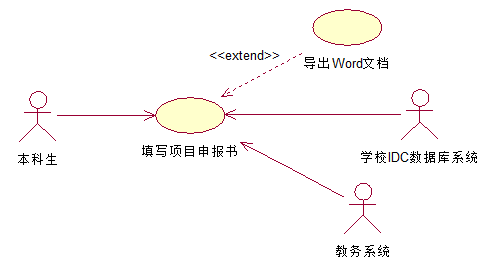 <<extend>>
导出Word文档
本科生
填写项目申报书
学校IDC数据库系统
教务系统